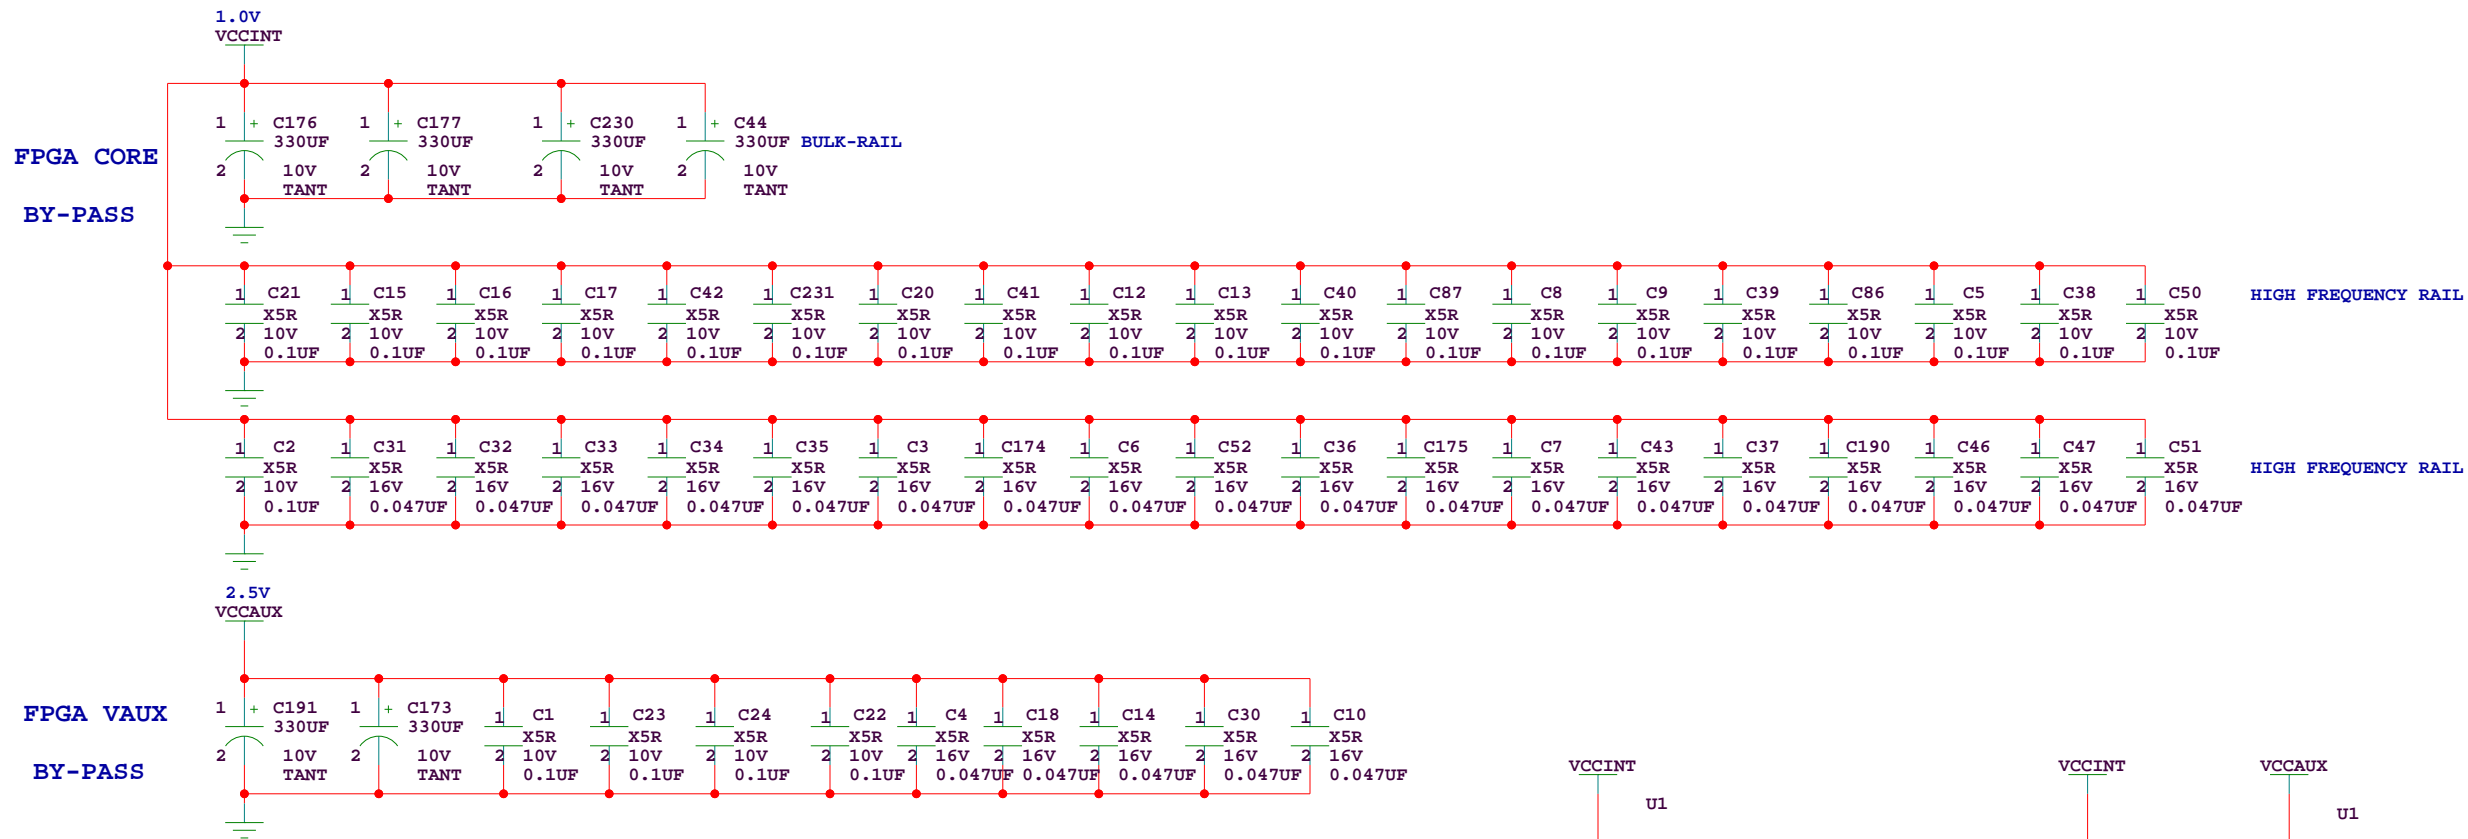 1.0V
VCCINT
1 + C176 1 + C177 1 + C230 1 + C44
330UF 330UF 330UF 330UF BULK-RAIL
FPGA CORE
2 10V 2 10V 2 10V 2 10V
TANT TANT TANT TANT
BY-PASS
1 C21 1 C15 1 C16 1 C17 1 C42 1 C231 1 C20 1 C41 1 C12 1 C13 1 C40 1 C87 1 C8 1 C9 1 C39 1 C86 1 C5 1 C38 1 C50 HIGH FREQUENCY RAIL
X5R X5R X5R X5R X5R X5R X5R X5R X5R X5R X5R X5R X5R X5R X5R X5R X5R X5R X5R
2 10V 2 10V 2 10V 2 10V 2 10V 2 10V 2 10V 2 10V 2 10V 2 10V 2 10V 2 10V 2 10V 2 10V 2 10V 2 10V 2 10V 2 10V 2 10V
0.1UF 0.1UF 0.1UF 0.1UF 0.1UF 0.1UF 0.1UF 0.1UF 0.1UF 0.1UF 0.1UF 0.1UF 0.1UF 0.1UF 0.1UF 0.1UF 0.1UF 0.1UF 0.1UF
1 C2 1 C31 1 C32 1 C33 1 C34 1 C35 1 C3 1 C174 1 C6 1 C52 1 C36 1 C175 1 C7 1 C43 1 C37 1 C190 1 C46 1 C47 1 C51
X5R X5R X5R X5R X5R X5R X5R X5R X5R X5R X5R X5R X5R X5R X5R X5R X5R X5R X5R HIGH FREQUENCY RAIL
2 10V 2 16V 2 16V 2 16V 2 16V 2 16V 2 16V 2 16V 2 16V 2 16V 2 16V 2 16V 2 16V 2 16V 2 16V 2 16V 2 16V 2 16V 2 16V
0.1UF 0.047UF 0.047UF 0.047UF 0.047UF 0.047UF 0.047UF 0.047UF 0.047UF 0.047UF 0.047UF 0.047UF 0.047UF 0.047UF 0.047UF 0.047UF 0.047UF 0.047UF 0.047UF
2.5V
VCCAUX
1 + C191 1 + C173 1 C1 1 C23 1 C24 1 C22 1 C4 1 C18 1 C14 1 C30 1 C10
FPGA VAUX
330UF 330UF X5R X5R X5R X5R X5R X5R X5R X5R X5R
2 10V 2 10V 2 10V 2 10V 2 10V 2 10V 2 16V 2 16V 2 16V 2 16V 2 16V
BY-PASS
TANT TANT 0.1UF 0.1UF 0.1UF 0.1UF 0.047UF 0.047UF 0.047UF 0.047UF 0.047UF
VCCINT VCCINT VCCAUX
U1
U1